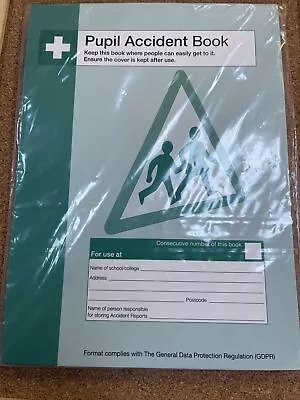 Pupil Accident Book
Keep this book where people can easily get to it.
Ensure the cover is kept after use.
Consecutive number of this book
For use at
Name of school/college
Postcode
Name of person responsible
for storing Accident Reports
Format complies with The General Data Protection Regulation (GDPR)